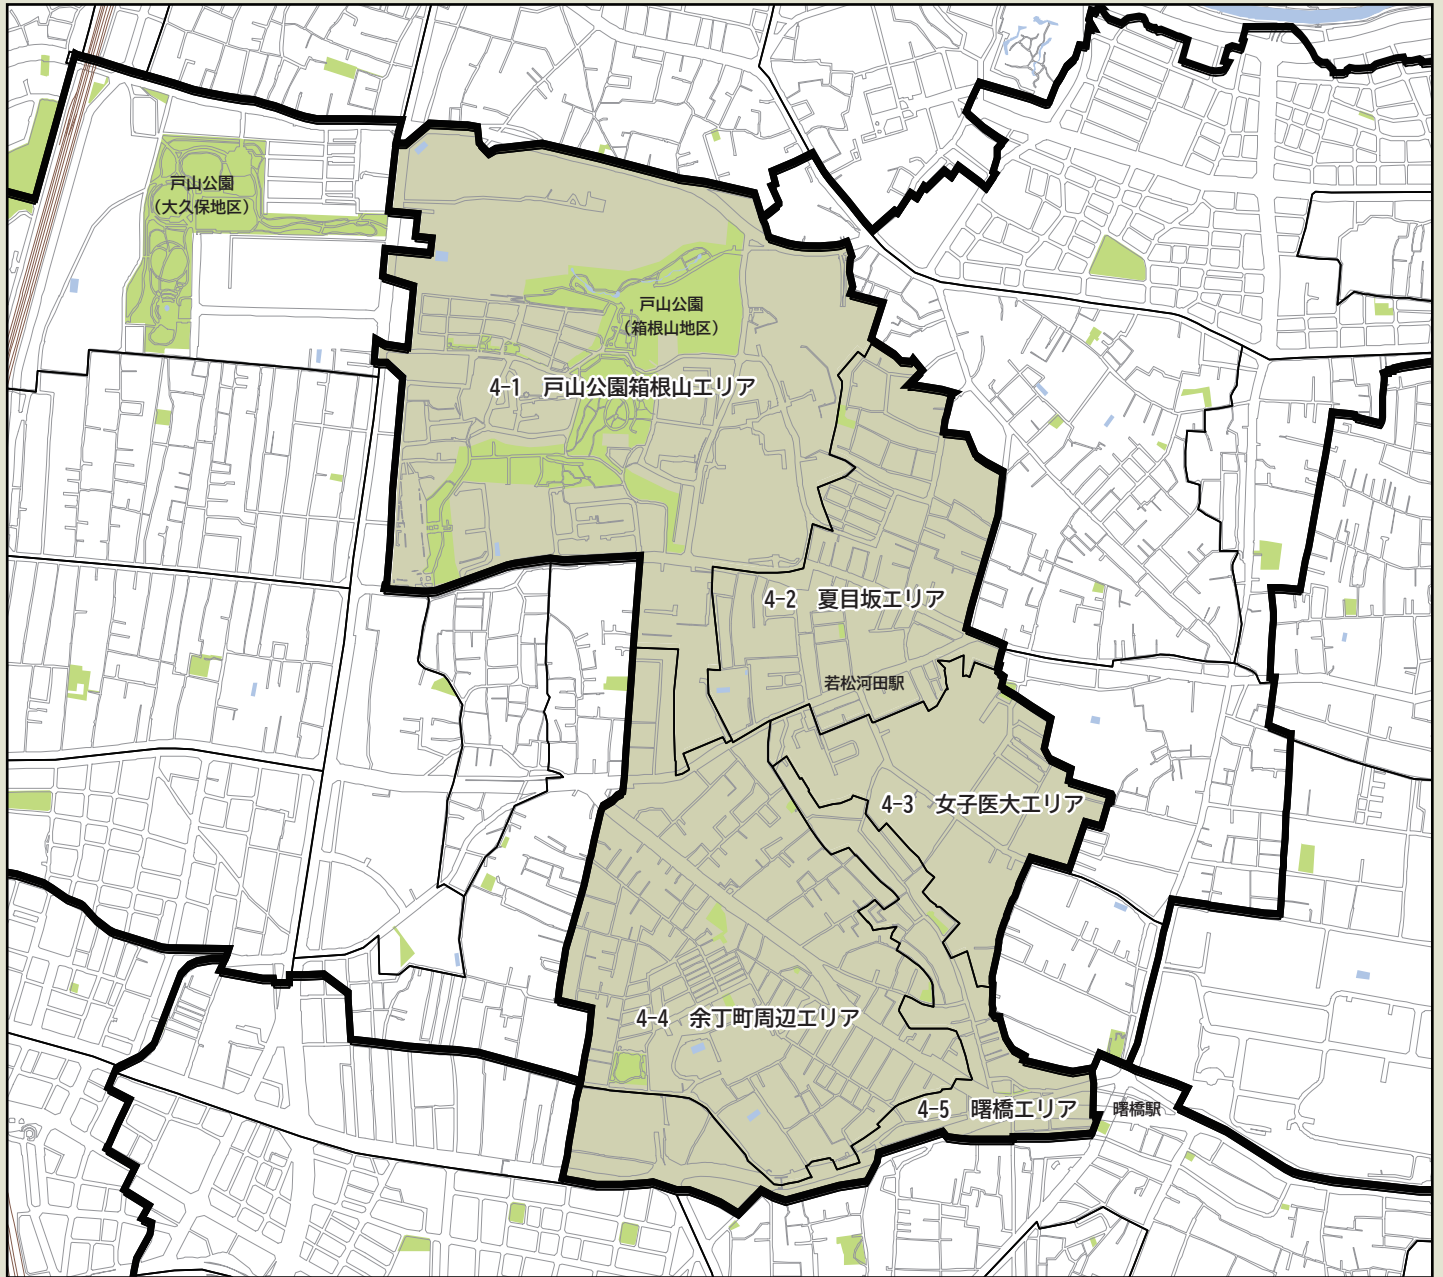 戸山公園
（大久保地区）
戸山公園
（箱根山地区）
4-1　戸山公園箱根山エリア
4-2　夏目坂エリア
若松河田駅
4-3　女子医大エリア
4-4　余丁町周辺エリア
4-5　曙橋エリア
曙橋駅